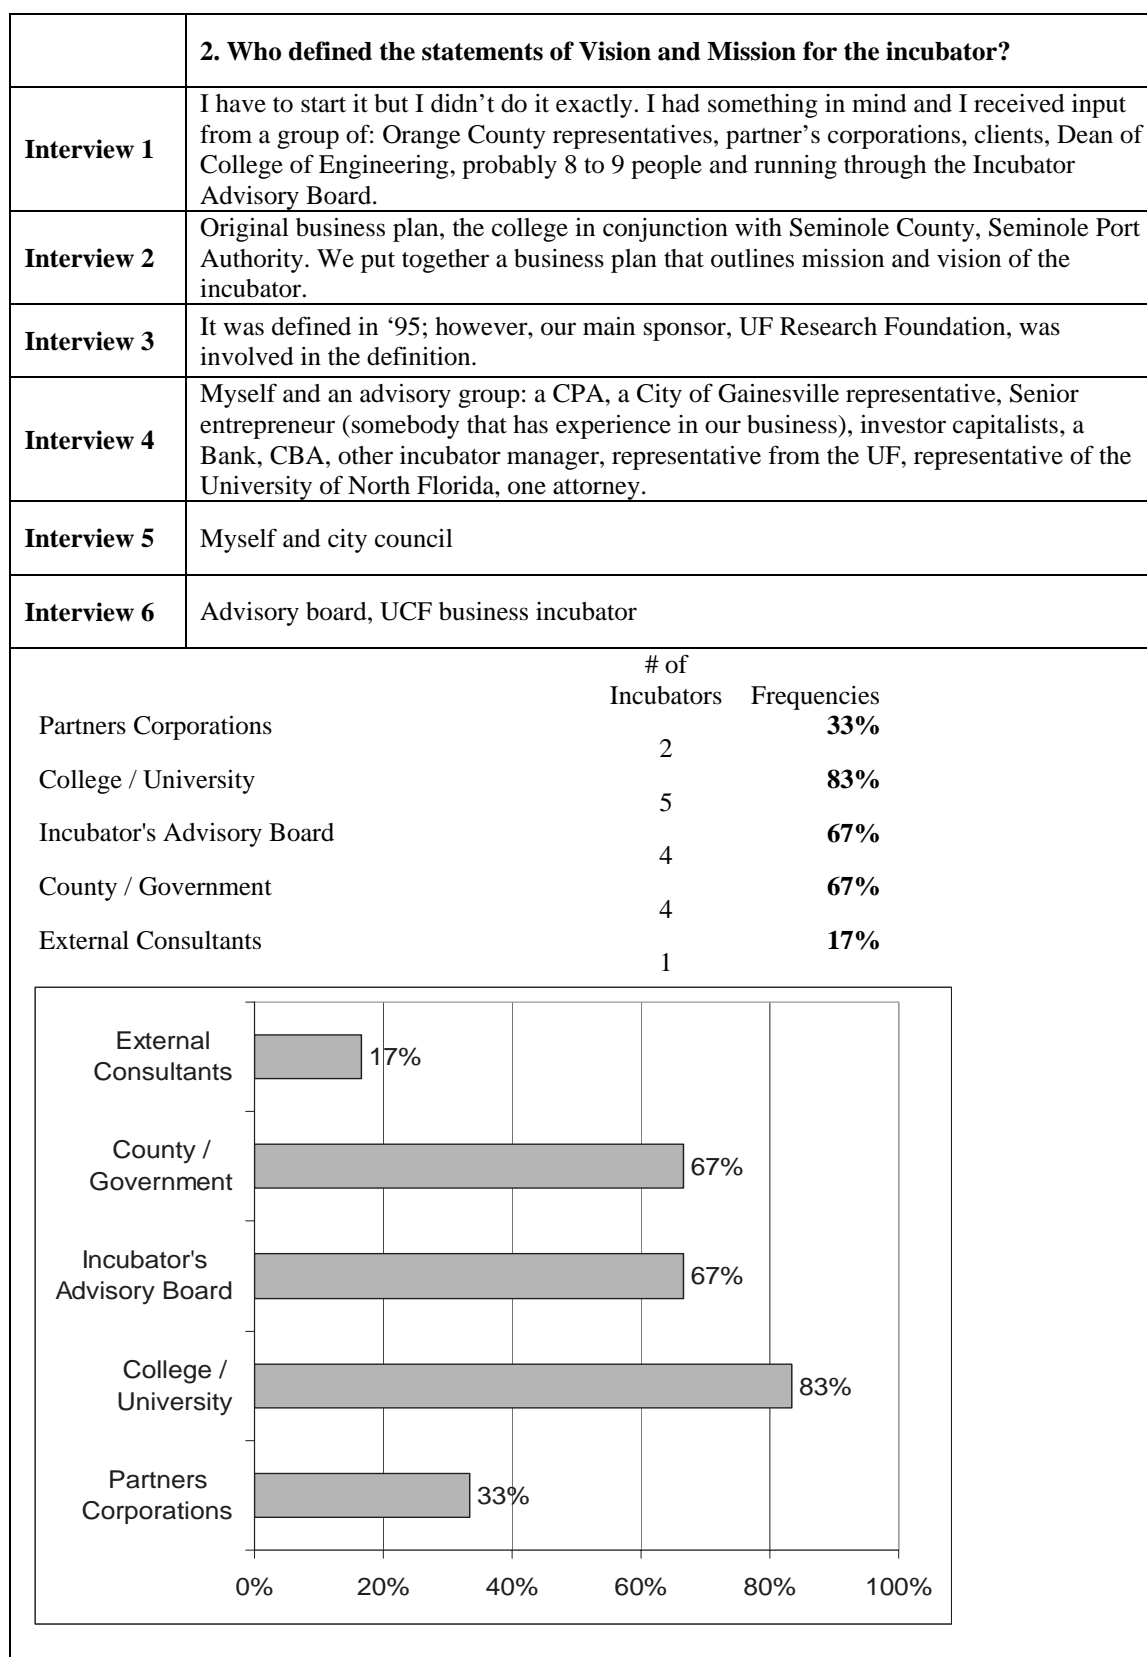 2. Who defined the statements of Vision and Mission for the incubator?
Interview 1
I have to start it but I didn’t do it exactly. I had something in mind and I received input
from a group of: Orange County representatives, partner’s corporations, clients, Dean of
College of Engineering, probably 8 to 9 people and running through the Incubator
Advisory Board.
Interview 2
Original business plan, the college in conjunction with Seminole County, Seminole Port
Authority. We put together a business plan that outlines mission and vision of the
incubator.
Interview 3
It was defined in ‘95; however, our main sponsor, UF Research Foundation, was
involved in the definition.
Interview 4
Myself and an advisory group: a CPA, a City of Gainesville representative, Senior
entrepreneur (somebody that has experience in our business), investor capitalists, a
Bank, CBA, other incubator manager, representative from the UF, representative of the
University of North Florida, one attorney.
Interview 5
Myself and city council
Interview 6
Advisory board, UCF business incubator
# of
Incubators Frequencies
Partners Corporations 33%
2
College / University 83%
5
Incubator's Advisory Board 67%
4
County / Government 67%
4
External Consultants 17%
1
External
Consultants
17%
County /
Government
67%
Incubator's
Advisory Board
67%
College /
University
83%
Partners
Corporations
33%
0% 20% 40% 60% 80% 100%